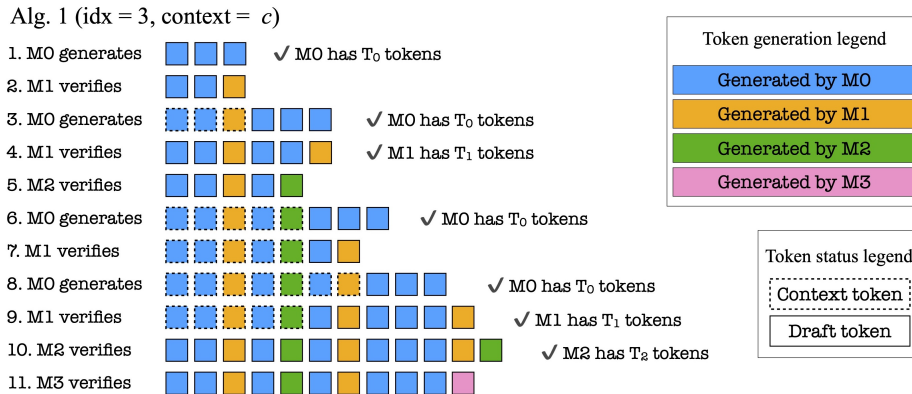 Alg. 1 (idx = 3, context = c)
1. M0 generates ✓ M0 has T₀ tokens
2. M1 verifies
3. M0 generates ✓ M0 has T₀ tokens
4. M1 verifies ✓ M1 has T₁ tokens
5. M2 verifies
6. M0 generates ✓ M0 has T₀ tokens
7. M1 verifies
8. M0 generates ✓ M0 has T₀ tokens
9. M1 verifies ✓ M1 has T₁ tokens
10. M2 verifies ✓ M2 has T₂ tokens
11. M3 verifies
Token generation legend
Generated by M0
Generated by M1
Generated by M2
Generated by M3
Token status legend
Context token
Draft token